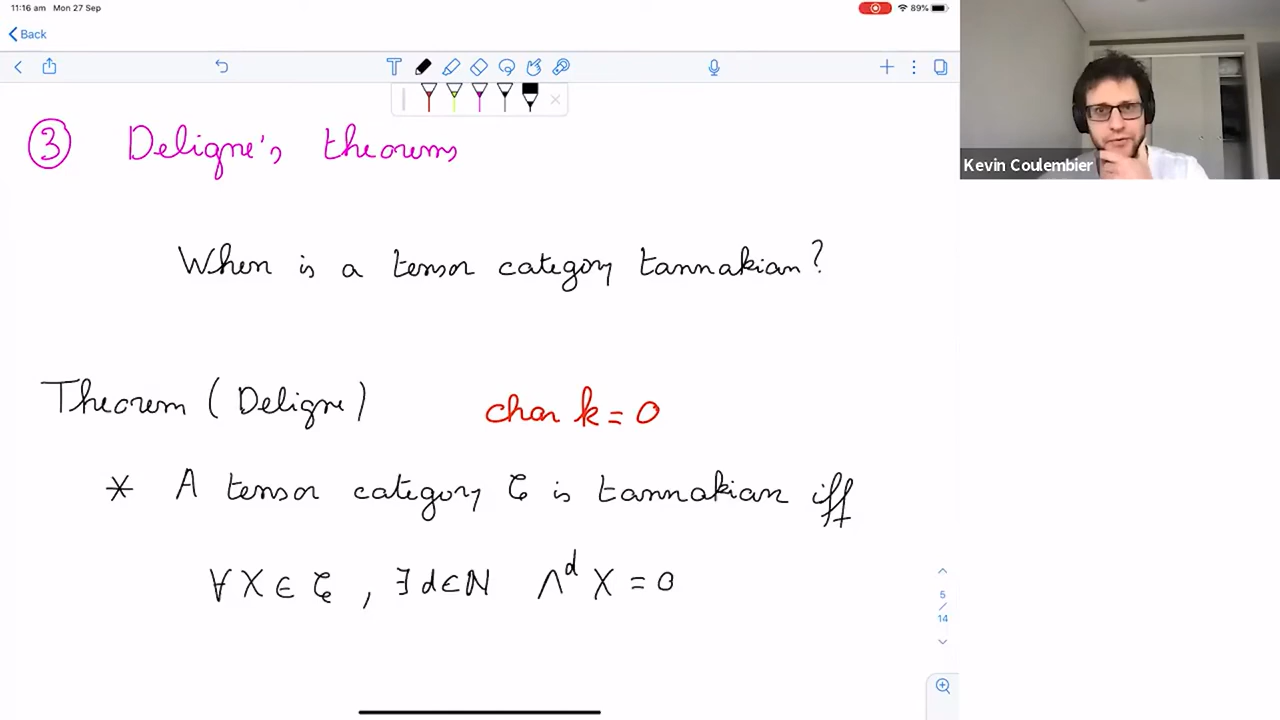 11:16 am Mon 27 Sep
89%
Back
T
③ Deligne's theorems
Kevin Coulembier
When is a tensor category tannakian?
Theorem (Deligne) char k = 0
* A tensor category 𝒞 is tannakian iff
∀ X ∈ 𝒞 , ∃ d ∈ ℕ Λ^d X = 0
5
/
14